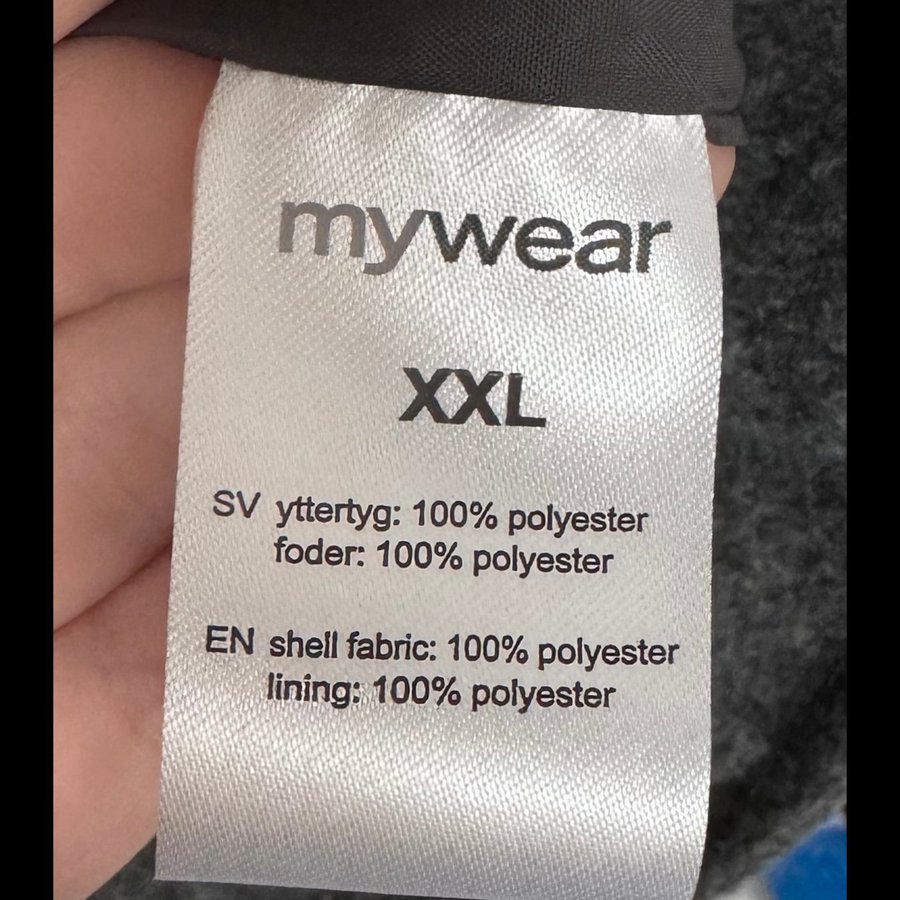 mywear
XXL
SV yttertyg: 100% polyester
foder: 100% polyester
EN shell fabric: 100% polyester
lining: 100% polyester